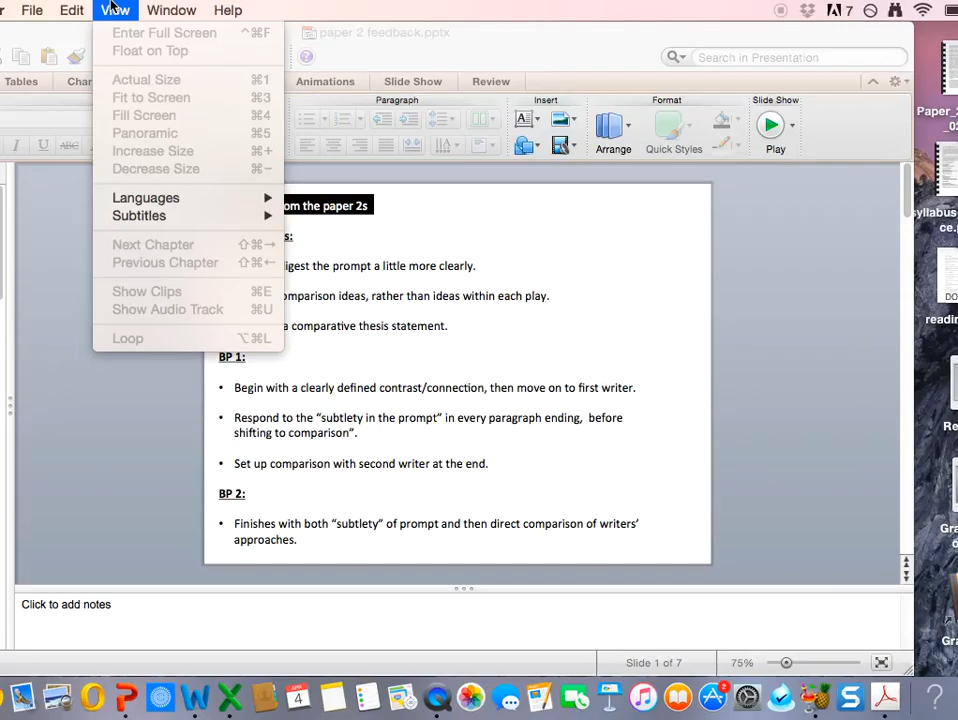 File Edit View Window Help 7
Enter Full Screen ^⌘F
Float on Top
Actual Size ⌘1
Fit to Screen ⌘3
Fill Screen ⌘4
Panoramic ⌘5
Increase Size ⌘+
Decrease Size ⌘−
Languages
Subtitles
Next Chapter ⇧⌘→
Previous Chapter ⇧⌘←
Show Clips ⌘E
Show Audio Track ⌘U
Loop ⌥⌘L
paper 2 feedback.pptx
Search in Presentation
Tables Char Animations Slide Show Review
Paragraph Insert Format Slide Show
I U ABC
Arrange Quick Styles Play
om the paper 2s
s:
igest the prompt a little more clearly.
omparison ideas, rather than ideas within each play.
a comparative thesis statement.
BP 1:
• Begin with a clearly defined contrast/connection, then move on to first writer.
• Respond to the “subtlety in the prompt” in every paragraph ending, before
shifting to comparison”.
• Set up comparison with second writer at the end.
BP 2:
• Finishes with both “subtlety” of prompt and then direct comparison of writers’
approaches.
Click to add notes
Slide 1 of 7 75%
Paper_2
_02
syllabus_
ce.p
DO
readin
Re
Gra
o
Gra
4
2